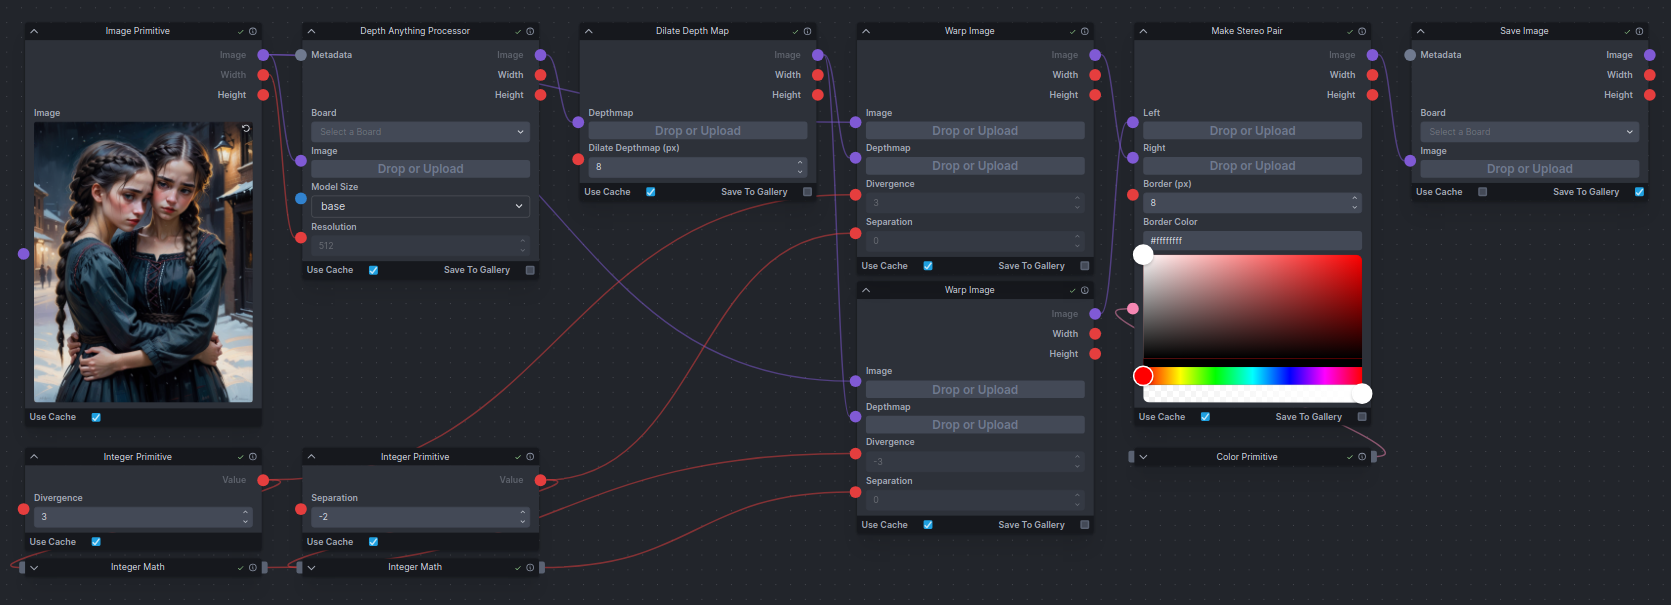 Image Primitive
Image
Width
Height
Image
Use Cache
Depth Anything Processor
Metadata
Image
Width
Height
Board
Select a Board
Image
Drop or Upload
Model Size
base
Resolution
512
Use Cache
Save To Gallery
Dilate Depth Map
Image
Width
Height
Depthmap
Drop or Upload
Dilate Depthmap (px)
8
Use Cache
Save To Gallery
Warp Image
Image
Width
Height
Image
Drop or Upload
Depthmap
Drop or Upload
Divergence
3
Separation
0
Use Cache
Save To Gallery
Warp Image
Image
Width
Height
Image
Drop or Upload
Depthmap
Drop or Upload
Divergence
-3
Separation
0
Use Cache
Save To Gallery
Make Stereo Pair
Image
Width
Height
Left
Drop or Upload
Right
Drop or Upload
Border (px)
8
Border Color
#ffffffff
Use Cache
Save To Gallery
Color Primitive
Save Image
Metadata
Image
Width
Height
Board
Select a Board
Image
Drop or Upload
Use Cache
Save To Gallery
Integer Primitive
Value
Divergence
3
Use Cache
Integer Math
Integer Primitive
Value
Separation
-2
Use Cache
Integer Math